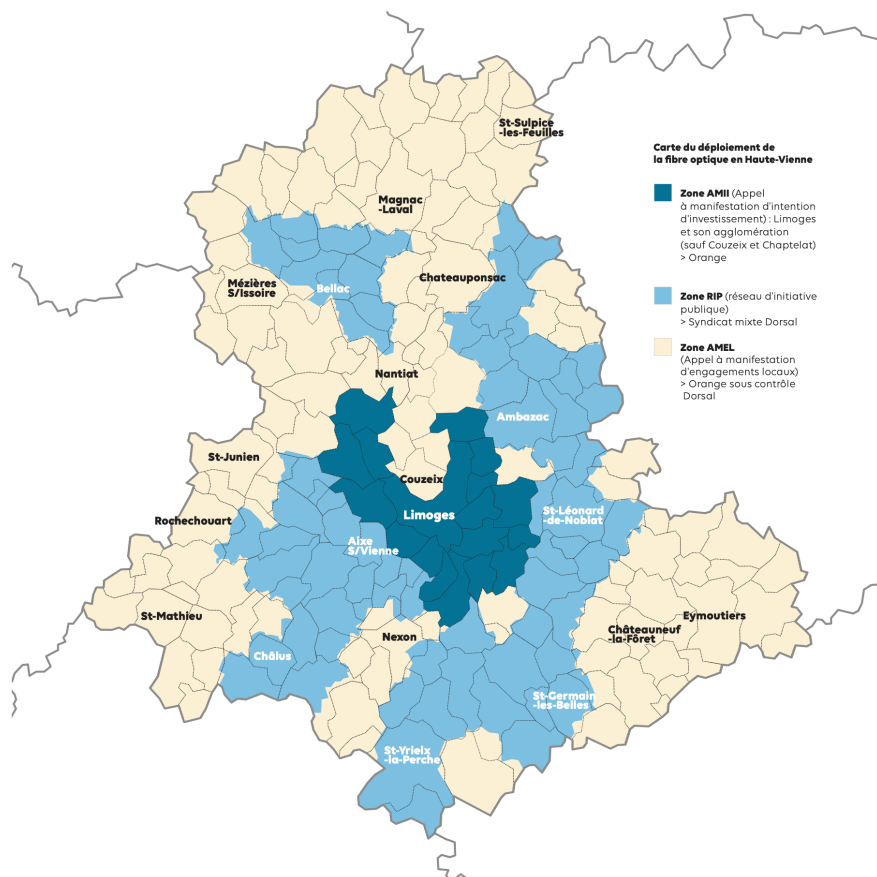 St-Sulpice
-les-Feuilles
Carte du déploiement de
la fibre optique en Haute-Vienne
Zone AMII (Appel
à manifestation d'intention
d'investissement) : Limoges
et son agglomération
(sauf Couzeix et Chaptelat)
> Orange
Zone RIP (réseau d'initiative
publique)
> Syndicat mixte Dorsal
Zone AMEL
(Appel à manifestation
d'engagements locaux)
> Orange sous contrôle
Dorsal
Magnac
-Laval
Mézières
S/Issoire
Bellac
Chateauponsac
Nantiat
Ambazac
St-Junien
Couzeix
Rochechouart
Limoges
St-Léonard
-de-Noblat
Aixe
S/Vienne
St-Mathieu
Nexon
Châteauneuf
-la-Fôret
Eymoutiers
Châlus
St-Germain
-les-Belles
St-Yrieix
-la-Perche